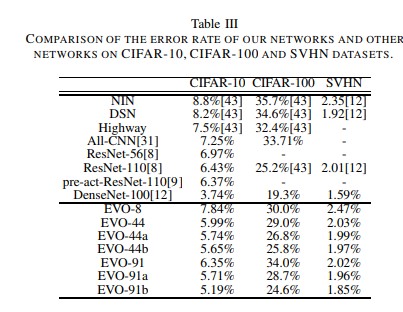 Table III
COMPARISON OF THE ERROR RATE OF OUR NETWORKS AND OTHER
NETWORKS ON CIFAR-10, CIFAR-100 AND SVHN DATASETS.
CIFAR-10 CIFAR-100 SVHN
NIN 8.8%[43] 35.7%[43] 2.35[12]
DSN 8.2%[43] 34.6%[43] 1.92[12]
Highway 7.5%[43] 32.4%[43] -
All-CNN[31] 7.25% 33.71% -
ResNet-56[8] 6.97% - -
ResNet-110[8] 6.43% 25.2%[43] 2.01[12]
pre-act-ResNet-110[9] 6.37% - -
DenseNet-100[12] 3.74% 19.3% 1.59%
EVO-8 7.84% 30.0% 2.47%
EVO-44 5.99% 29.0% 2.03%
EVO-44a 5.74% 26.8% 1.99%
EVO-44b 5.65% 25.8% 1.97%
EVO-91 6.35% 34.0% 2.02%
EVO-91a 5.71% 28.7% 1.96%
EVO-91b 5.19% 24.6% 1.85%